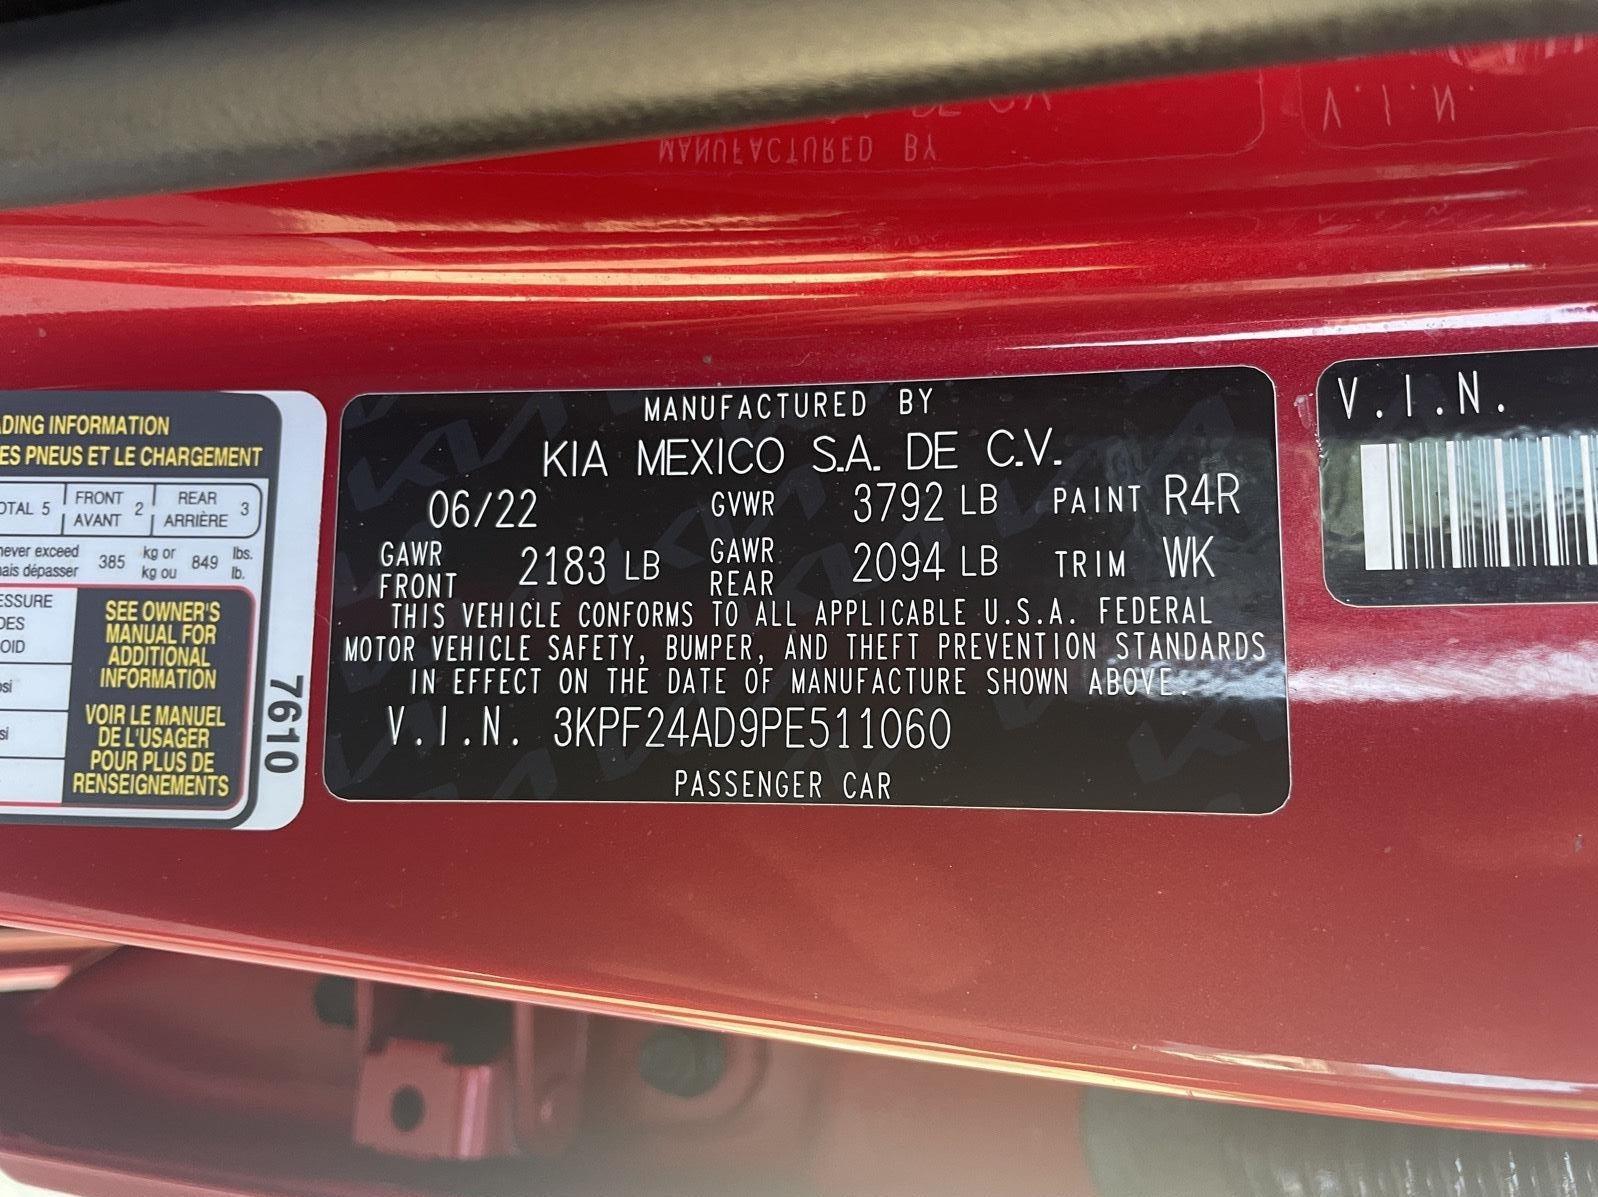 MANUFACTURED BY
V.I.N.
ADING INFORMATION
ES PNEUS ET LE CHARGEMENT
OTAL 5 FRONT AVANT 2 REAR ARRIÈRE 3
never exceed 385 kg or 849 lbs.
ais dépasser kg ou lb.
ESSURE
DES
OID
SEE OWNER'S
MANUAL FOR
ADDITIONAL
INFORMATION
psi
VOIR LE MANUEL
DE L'USAGER
POUR PLUS DE
RENSEIGNEMENTS
si
7610
MANUFACTURED BY
KIA MEXICO S.A. DE C.V.
06/22 GVWR 3792 LB PAINT R4R
GAWR FRONT 2183 LB GAWR REAR 2094 LB TRIM WK
THIS VEHICLE CONFORMS TO ALL APPLICABLE U.S.A. FEDERAL
MOTOR VEHICLE SAFETY, BUMPER, AND THEFT PREVENTION STANDARDS
IN EFFECT ON THE DATE OF MANUFACTURE SHOWN ABOVE.
V.I.N. 3KPF24AD9PE511060
PASSENGER CAR
V.I.N.